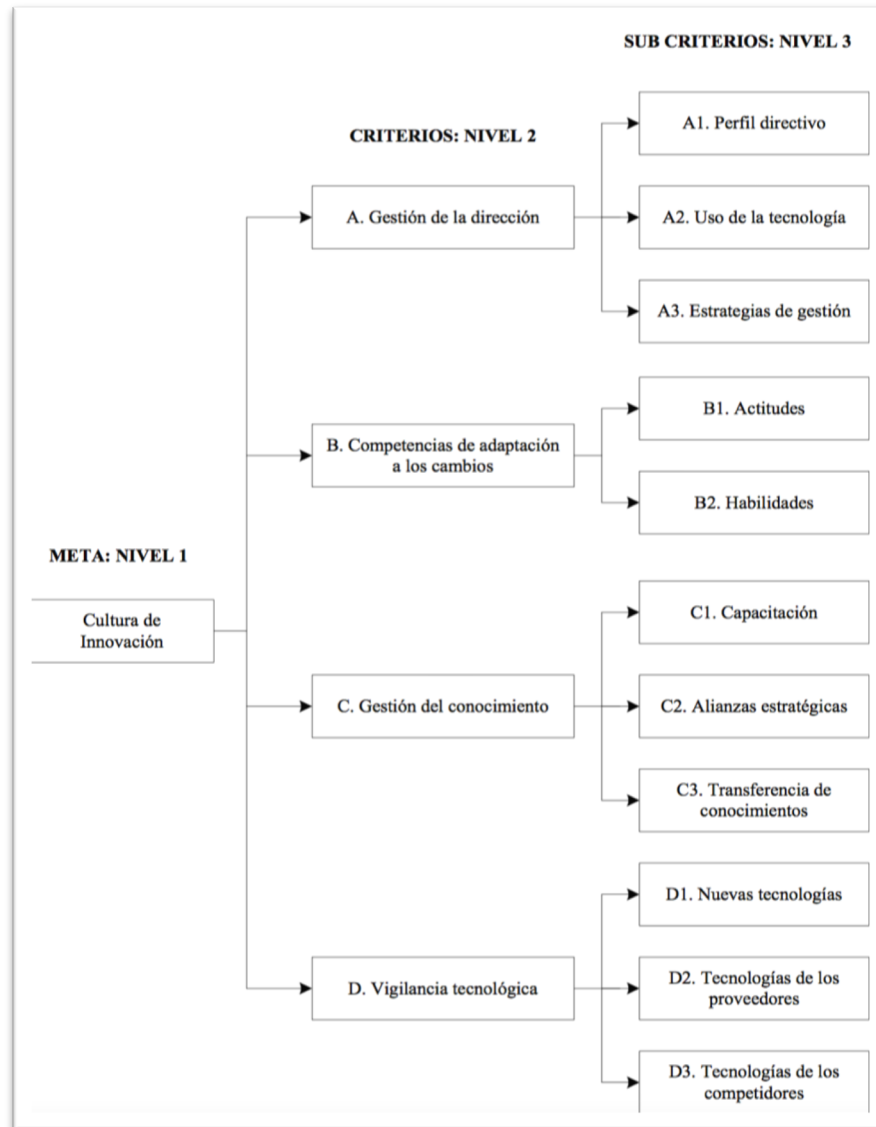 SUB CRITERIOS: NIVEL 3
A1. Perfil directivo
CRITERIOS: NIVEL 2
A. Gestión de la dirección
A2. Uso de la tecnología
A3. Estrategias de gestión
B1. Actitudes
B. Competencias de adaptación
a los cambios
B2. Habilidades
META: NIVEL 1
Cultura de
Innovación
C1. Capacitación
C. Gestión del conocimiento
C2. Alianzas estratégicas
C3. Transferencia de
conocimientos
D1. Nuevas tecnologías
D. Vigilancia tecnológica
D2. Tecnologías de los
proveedores
D3. Tecnologías de los
competidores